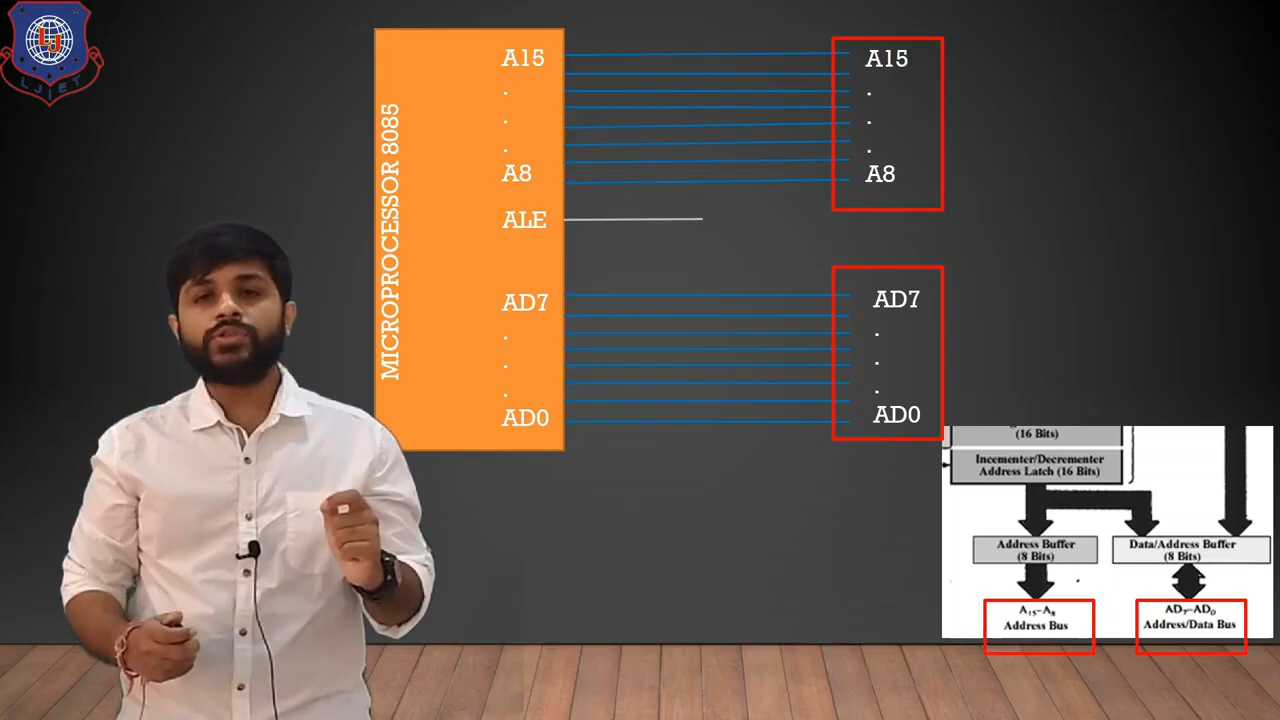 LJ
LJIET
MICROPROCESSOR 8085
A15
.
.
.
A8
ALE
AD7
.
.
.
AD0
A15
.
.
.
A8
AD7
.
.
.
AD0
(16 Bits)
Incementer/Decrementer
Address Latch (16 Bits)
Address Buffer
(8 Bits)
Data/Address Buffer
(8 Bits)
A15-A8
Address Bus
AD7-AD0
Address/Data Bus